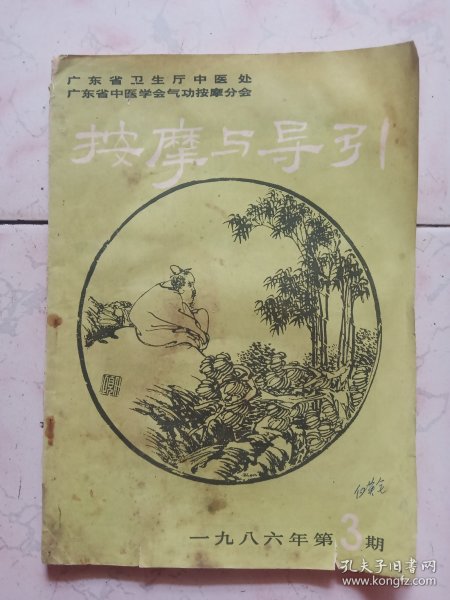 广东省卫生厅中医处
广东省中医学会气功按摩分会
按摩与导引
一九八六年第3期
孔夫子旧书网
www.kongfz.com